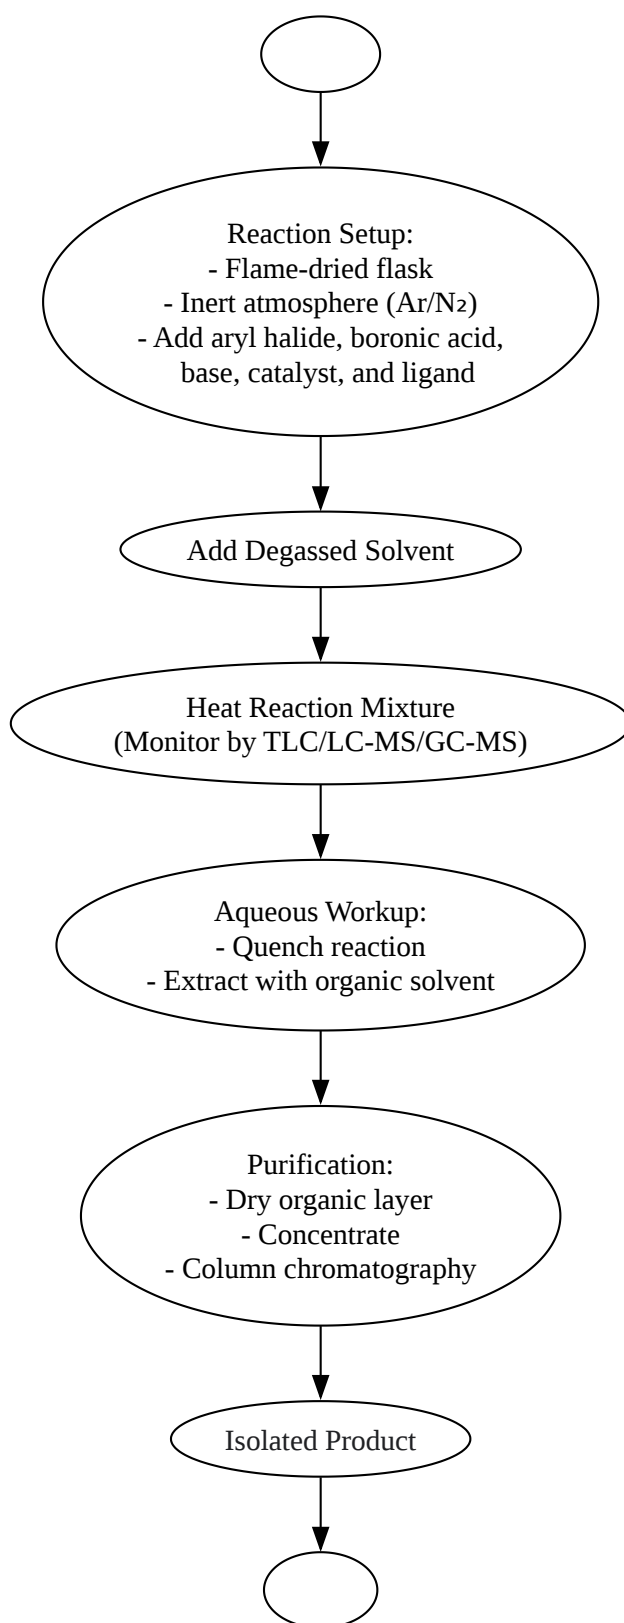 Reaction Setup:
- Flame-dried flask
- Inert atmosphere (Ar/N₂)
- Add aryl halide, boronic acid,
base, catalyst, and ligand
Add Degassed Solvent
Heat Reaction Mixture
(Monitor by TLC/LC-MS/GC-MS)
Aqueous Workup:
- Quench reaction
- Extract with organic solvent
Purification:
- Dry organic layer
- Concentrate
- Column chromatography
Isolated Product